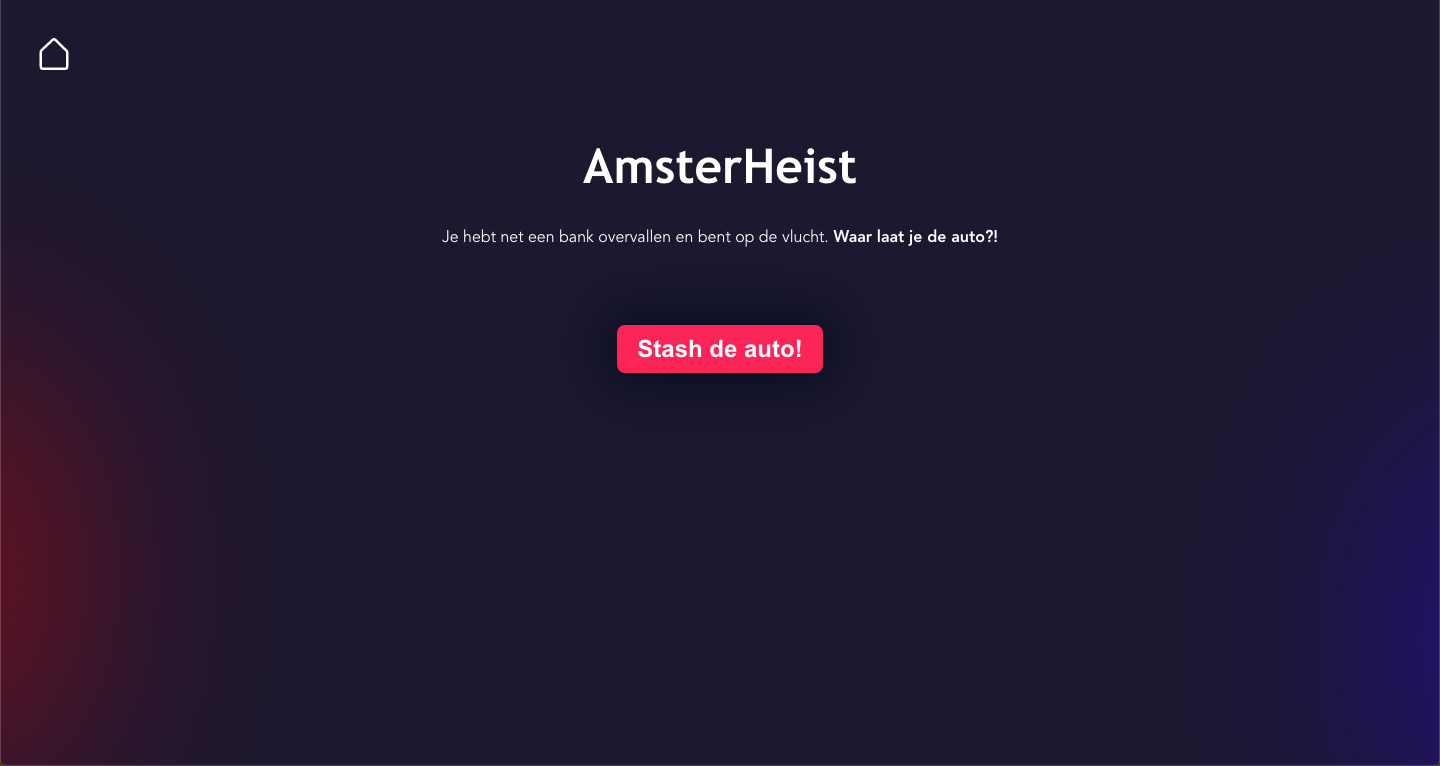 AmsterHeist
Je hebt net een bank overvallen en bent op de vlucht. Waar laat je de auto?!
Stash de auto!